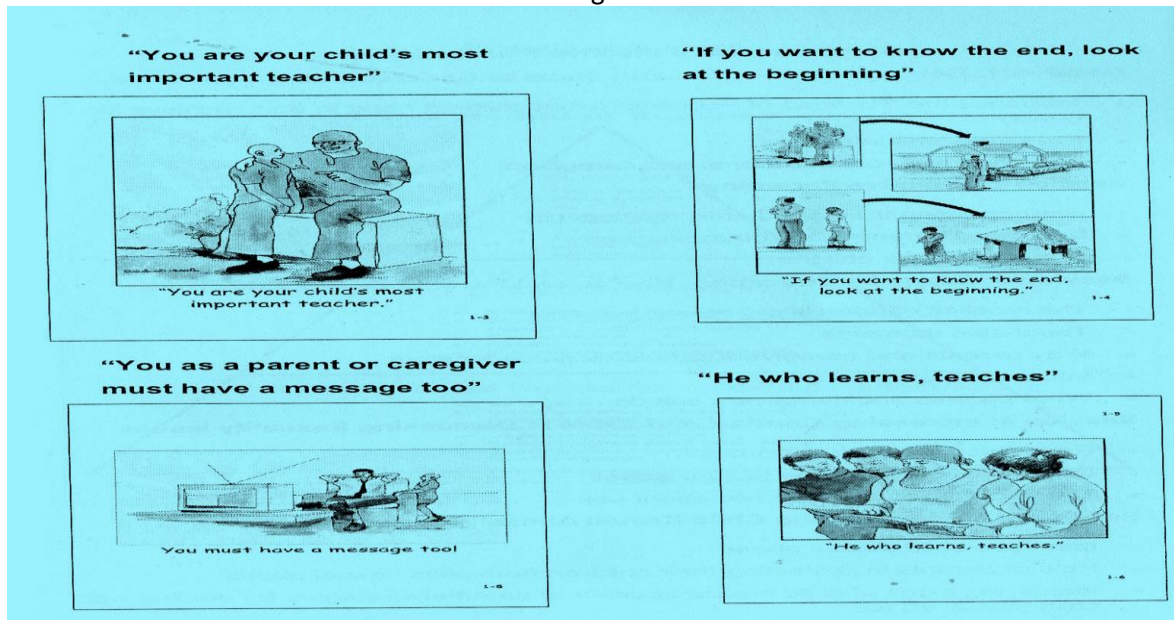 "You are your child's most
important teacher"
"You are your child's most
important teacher."
1-3
"If you want to know the end, look
at the beginning"
"If you want to know the end,
look at the beginning."
1-4
"You as a parent or caregiver
must have a message too"
You must have a message too!
"He who learns, teaches"
"He who learns, teaches."
1-6